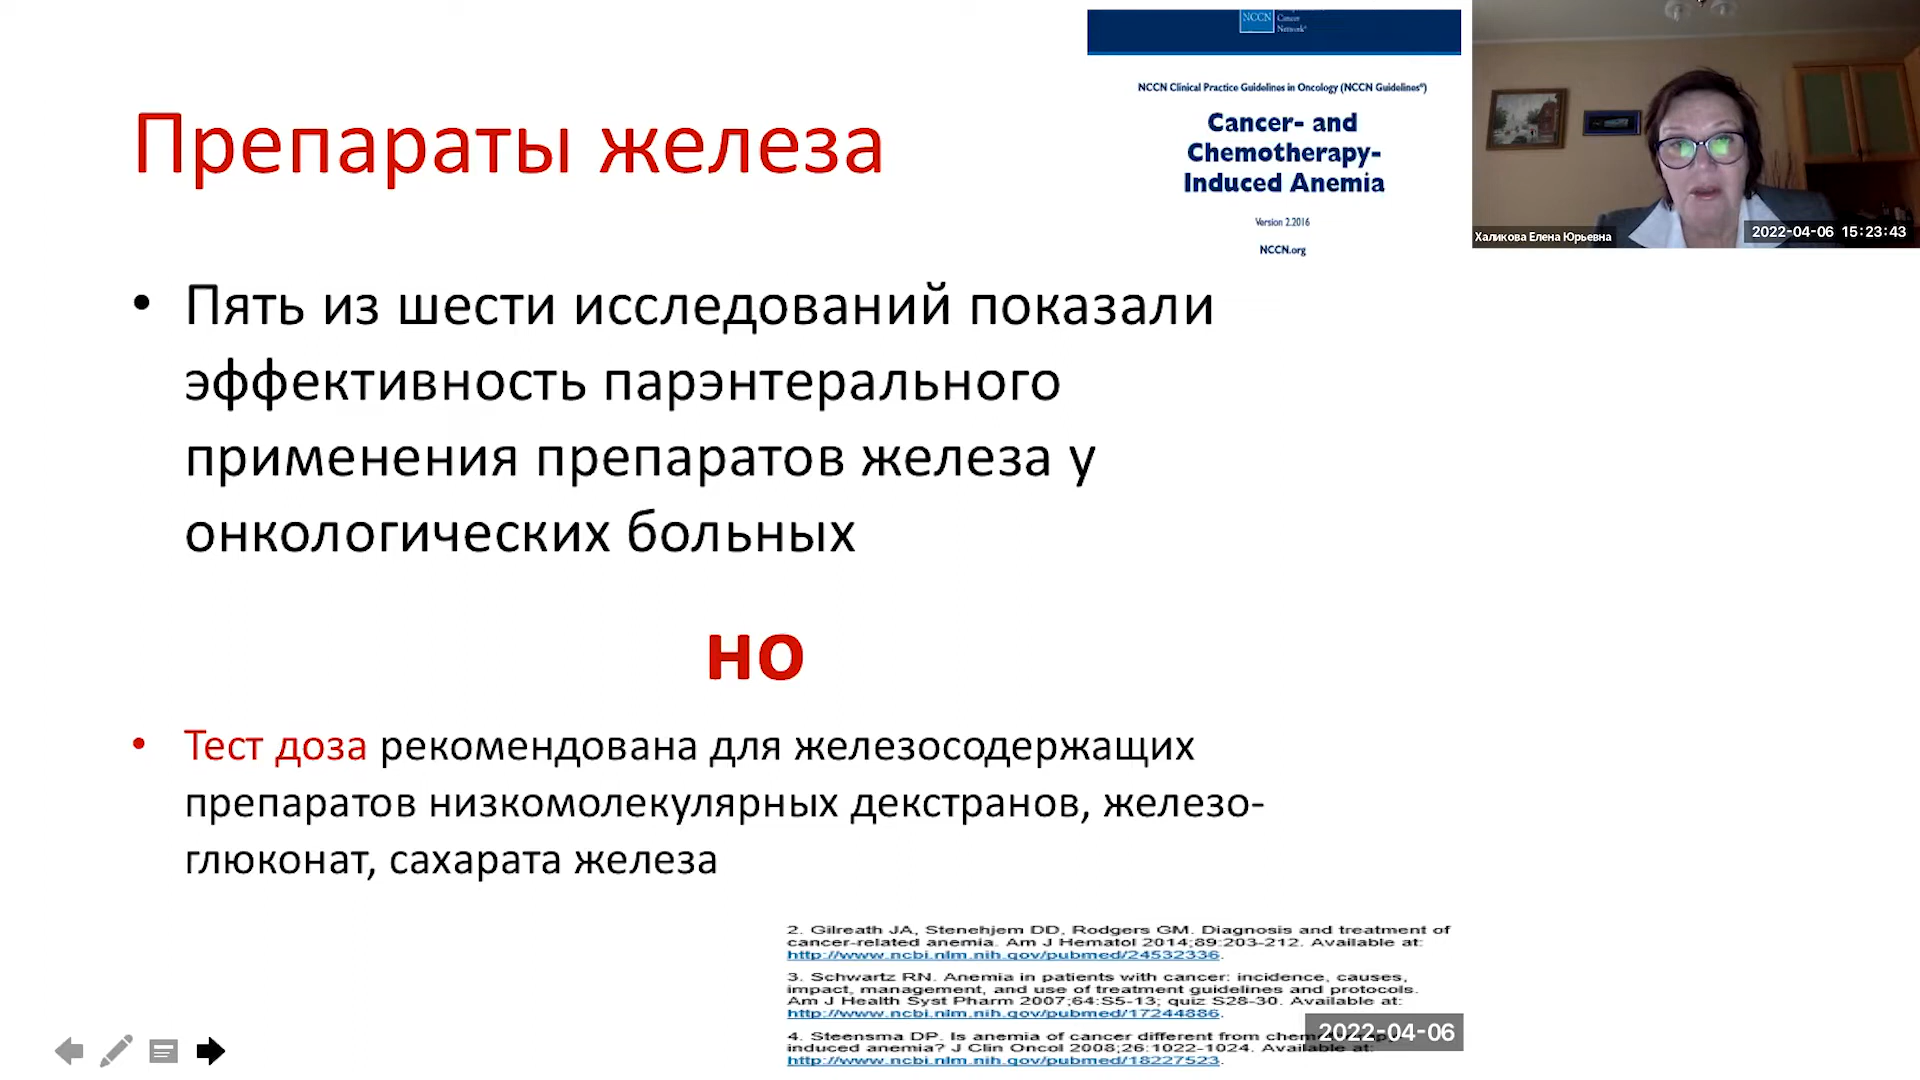 Препараты железа
NCCN
Cancer
Network®
NCCN Clinical Practice Guidelines in Oncology (NCCN Guidelines®)
Cancer- and
Chemotherapy-
Induced Anemia
Version 2.2016
NCCN.org
Халикова Елена Юрьевна
2022-04-06 15:23:43
• Пять из шести исследований показали
эффективность парэнтерального
применения препаратов железа у
онкологических больных
но
• Тест доза рекомендована для железосодержащих
препаратов низкомолекулярных декстранов, железо-
глюконат, сахарата железа
2. Gilreath JA, Stenehjem DD, Rodgers GM. Diagnosis and treatment of
cancer-related anemia. Am J Hematol 2014;89:203-212. Available at:
http://www.ncbi.nlm.nih.gov/pubmed/24532336.
3. Schwartz RN. Anemia in patients with cancer: incidence, causes,
impact, management, and use of treatment guidelines and protocols.
Am J Health Syst Pharm 2007;64:S5-13; quiz S28-30. Available at:
http://www.ncbi.nlm.nih.gov/pubmed/17244886.
4. Steensma DP. Is anemia of cancer different from
induced anemia? J Clin Oncol 2008;26:1022-1024. Available at:
http://www.ncbi.nlm.nih.gov/pubmed/18227523.
2022-04-06